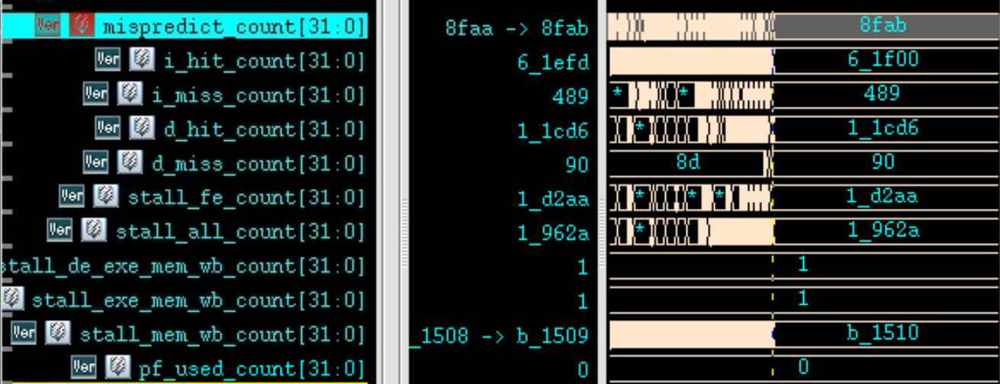 Ver mispredict_count[31:0] 8faa -> 8fab 8fab
Ver i_hit_count[31:0] 6_1efd 6_1f00
Ver i_miss_count[31:0] 489 * * 489
Ver d_hit_count[31:0] 1_1cd6 * 1_1cd6
Ver d_miss_count[31:0] 90 8d 90
Ver stall_fe_count[31:0] 1_d2aa * * * 1_d2aa
Ver stall_all_count[31:0] 1_962a * 1_962a
stall_de_exe_mem_wb_count[31:0] 1 1
stall_exe_mem_wb_count[31:0] 1 1
Ver stall_mem_wb_count[31:0] _1508 -> b_1509 b_1510
Ver pf_used_count[31:0] 0 0